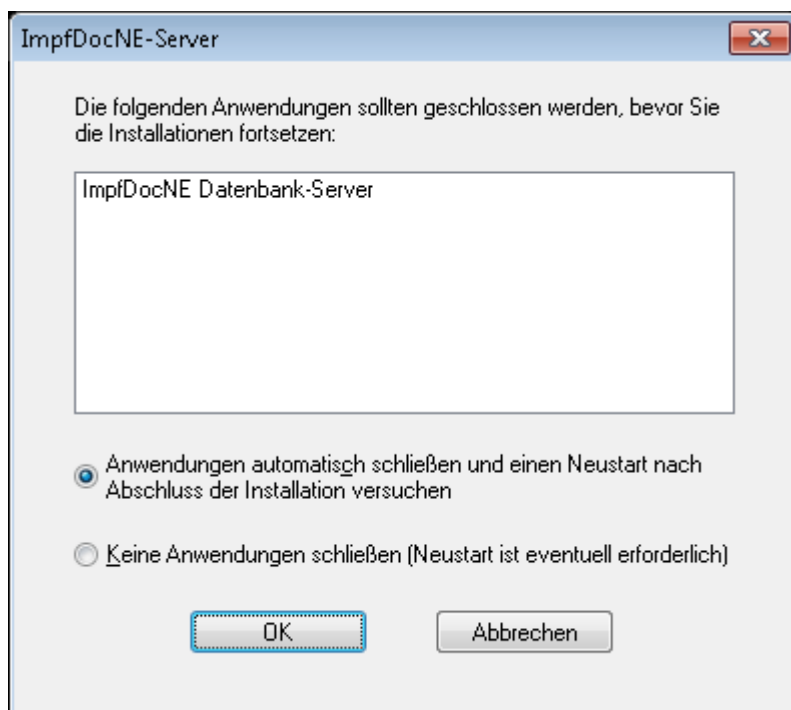 ImpfDocNE-Server
Die folgenden Anwendungen sollten geschlossen werden, bevor Sie
die Installationen fortsetzen:
ImpfDocNE Datenbank-Server
Anwendungen automatisch schließen und einen Neustart nach
Abschluss der Installation versuchen
Keine Anwendungen schließen (Neustart ist eventuell erforderlich)
OK
Abbrechen